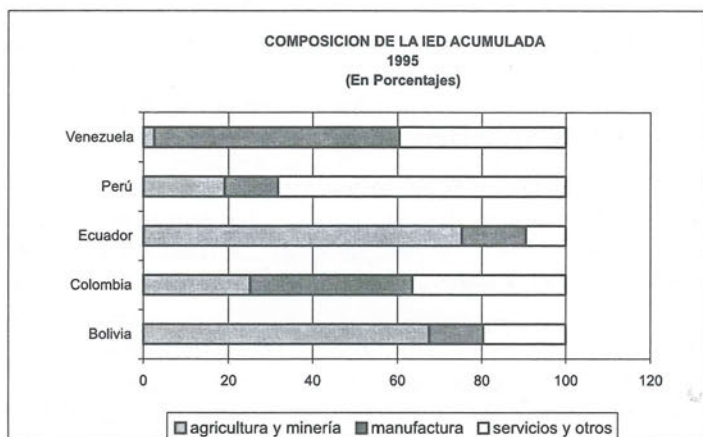 COMPOSICION DE LA IED ACUMULADA
1995
(En Porcentajes)
Venezuela
Perú
Ecuador
Colombia
Bolivia
0 20 40 60 80 100 120
agricultura y minería manufactura servicios y otros